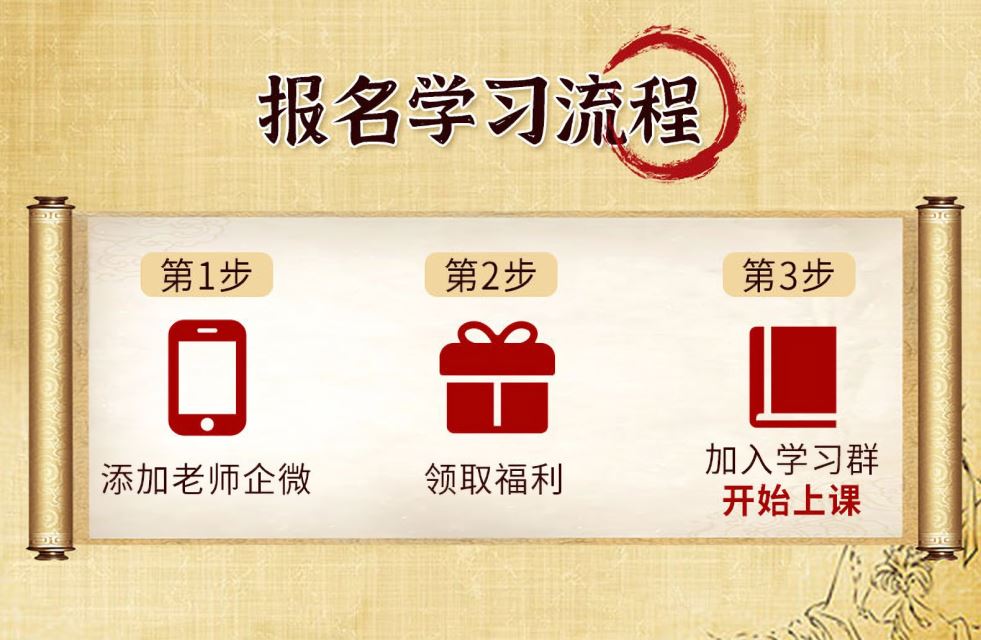 报名学习流程
第1步
添加老师企微
第2步
领取福利
第3步
加入学习群
开始上课